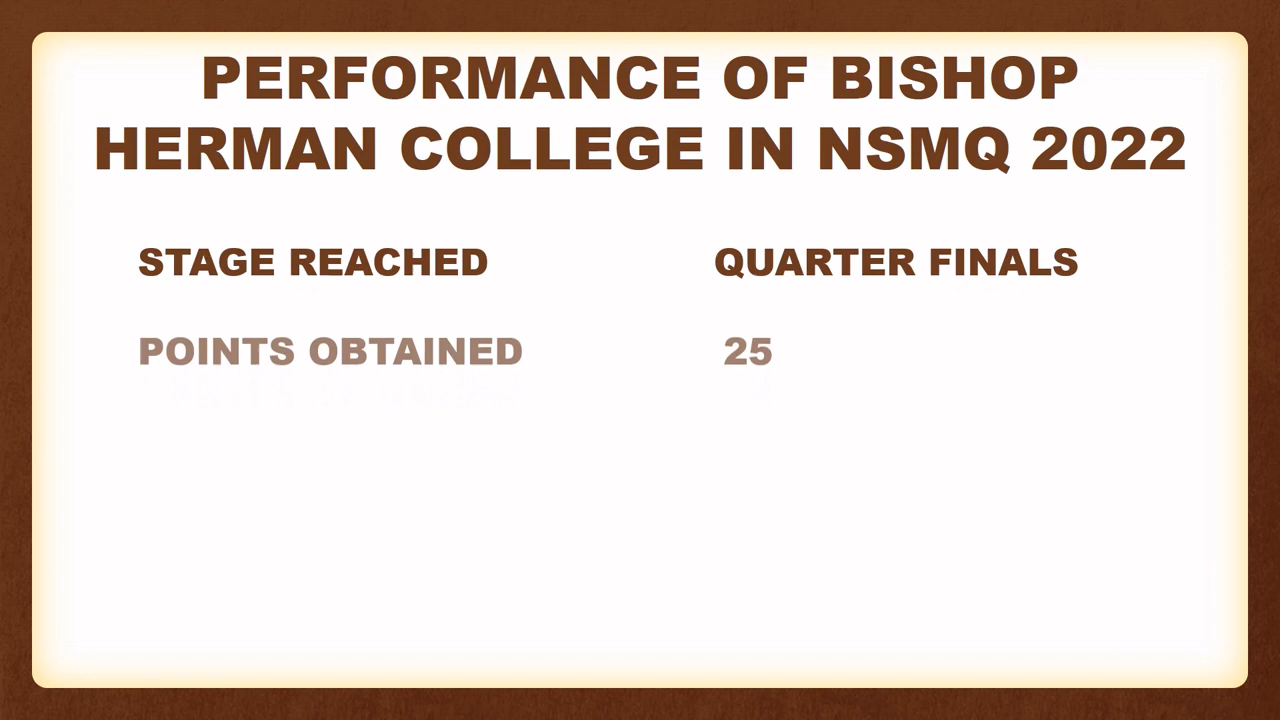 PERFORMANCE OF BISHOP
HERMAN COLLEGE IN NSMQ 2022
STAGE REACHED QUARTER FINALS
POINTS OBTAINED 25